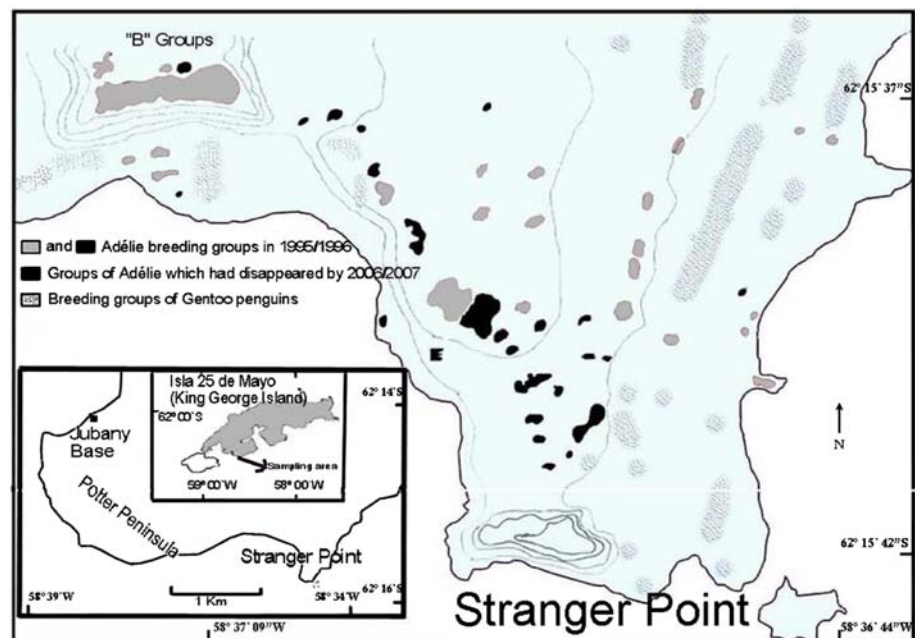 "B" Groups
62° 15' 37"S
and Adélie breeding groups in 1995/1996
Groups of Adélie which had disappeared by 2006/2007
Breeding groups of Gentoo penguins
E
N
Isla 25 de Mayo
(King George Island)
62°00'S
Sampling area
59°00'W
58°00'W
62° 14'S
Jubany
Base
Potter Peninsula
Stranger Point
1 Km
58° 39'W
58° 34'W
62° 16'S
62° 15' 42"S
Stranger Point
58° 37' 09"W
58° 36' 44"W